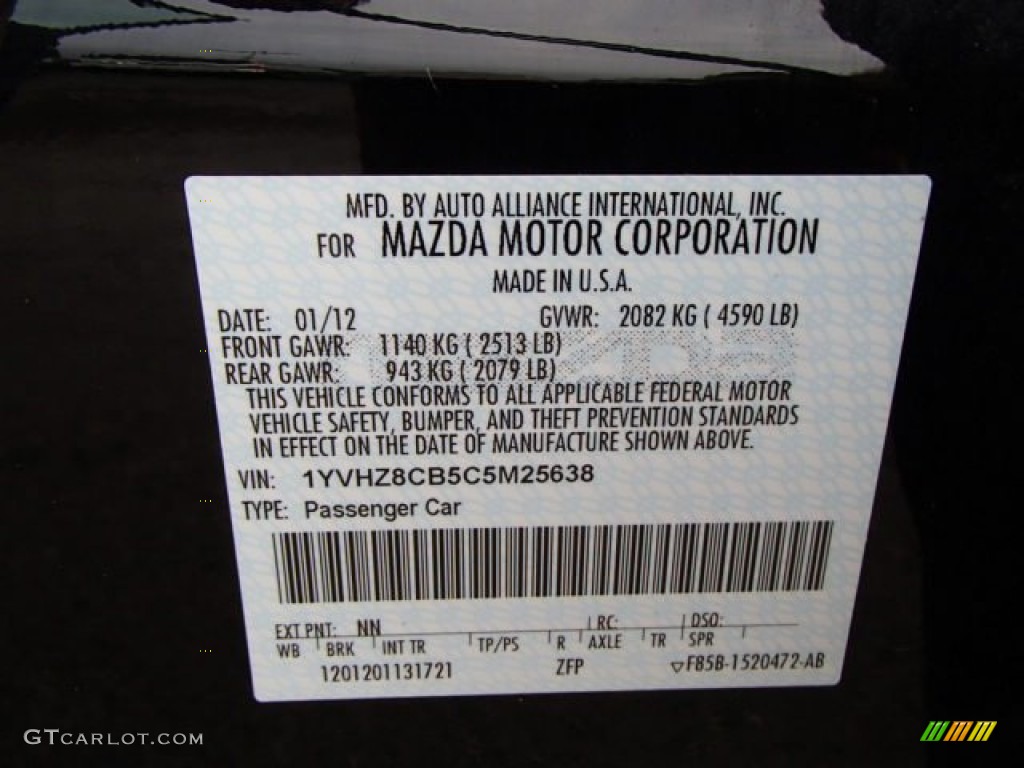 MFD. BY AUTO ALLIANCE INTERNATIONAL, INC.
FOR MAZDA MOTOR CORPORATION
MADE IN U.S.A.
DATE: 01/12 GVWR: 2082 KG ( 4590 LB)
FRONT GAWR: 1140 KG ( 2513 LB)
REAR GAWR: 943 KG ( 2079 LB)
THIS VEHICLE CONFORMS TO ALL APPLICABLE FEDERAL MOTOR
VEHICLE SAFETY, BUMPER, AND THEFT PREVENTION STANDARDS
IN EFFECT ON THE DATE OF MANUFACTURE SHOWN ABOVE.
VIN: 1YVHZ8CB5C5M25638
TYPE: Passenger Car
EXT PNT: NN RC: DSO:
WB BRK INT TR TP/PS R AXLE TR SPR
1201201131721 ZFP ▽FB5B-1520472-AB
GTCARLOT.COM